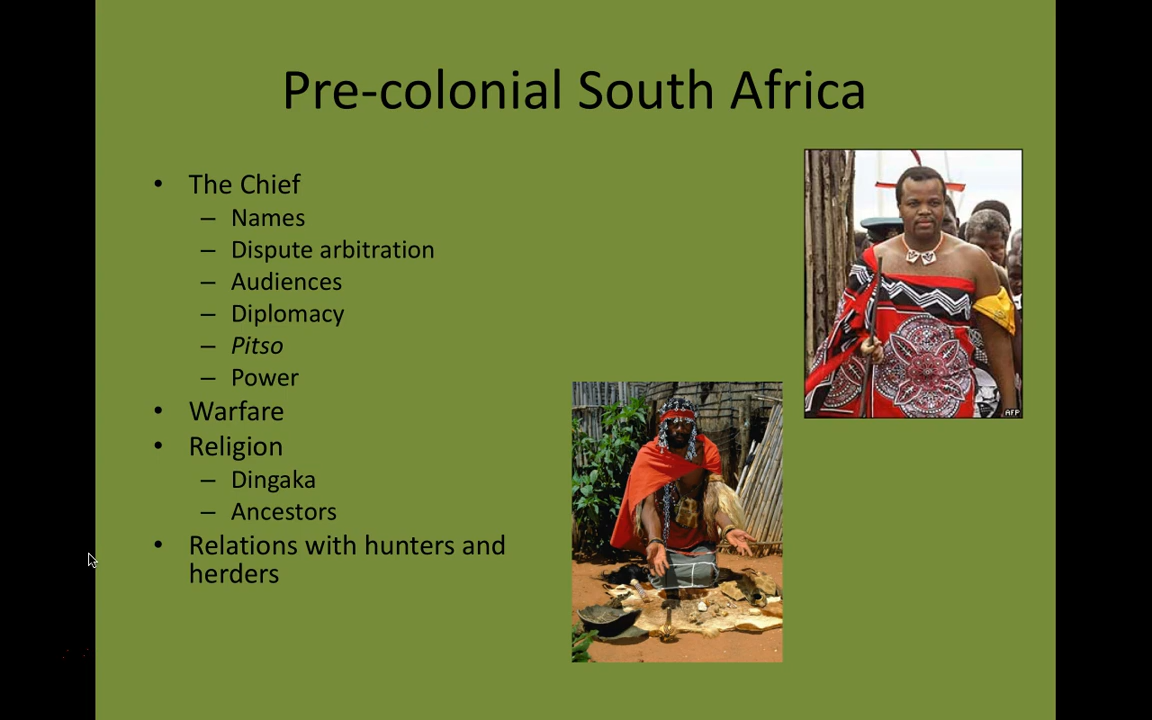 Pre-colonial South Africa
• The Chief
– Names
– Dispute arbitration
– Audiences
– Diplomacy
– Pitso
– Power
• Warfare
• Religion
– Dingaka
– Ancestors
• Relations with hunters and
herders
AFP